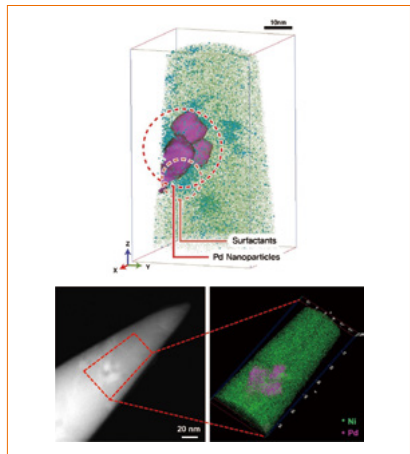 10nm
Surfactants
Pd Nanoparticles
Z
X
Y
20 nm
Ni
Pd